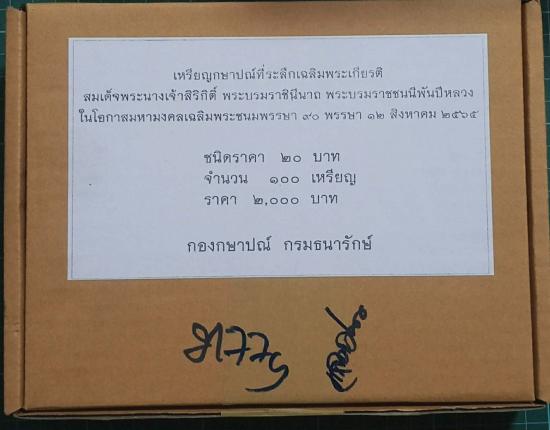 เหรียญกษาปณ์ที่ระลึกเฉลิมพระเกียรติ
สมเด็จพระนางเจ้าสิริกิติ์ พระบรมราชินีนาถ พระบรมราชชนนีพันปีหลวง
ในโอกาสมหามงคลเฉลิมพระชนมพรรษา ๙๐ พรรษา ๑๒ สิงหาคม ๒๕๖๕
ชนิดราคา ๒๐ บาท
จำนวน ๑๐๐ เหรียญ
ราคา ๒,๐๐๐ บาท
กองกษาปณ์ กรมธนารักษ์